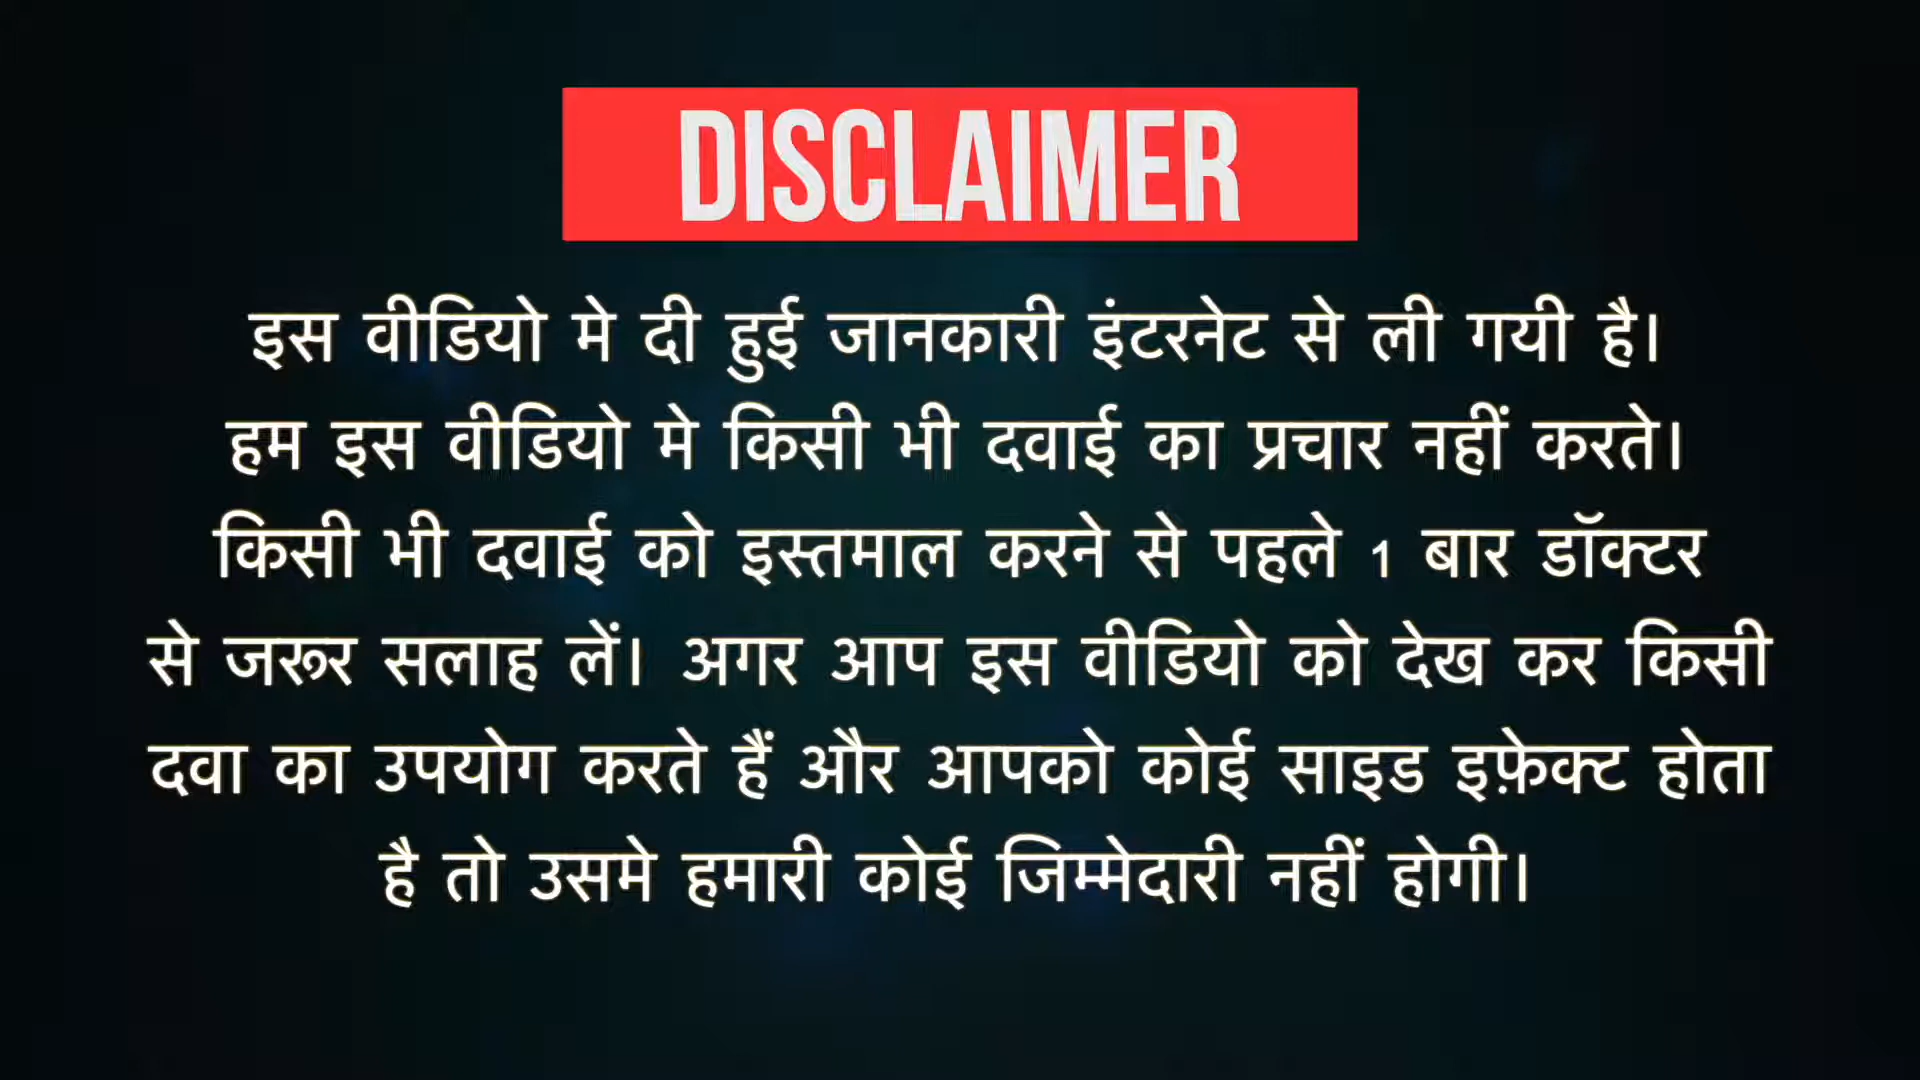 DISCLAIMER
इस वीडियो मे दी हुई जानकारी इंटरनेट से ली गयी है।
हम इस वीडियो मे किसी भी दवाई का प्रचार नहीं करते।
किसी भी दवाई को इस्तमाल करने से पहले 1 बार डॉक्टर
से जरूर सलाह लें। अगर आप इस वीडियो को देख कर किसी
दवा का उपयोग करते हैं और आपको कोई साइड इफ़ेक्ट होता
है तो उसमे हमारी कोई जिम्मेदारी नहीं होगी।